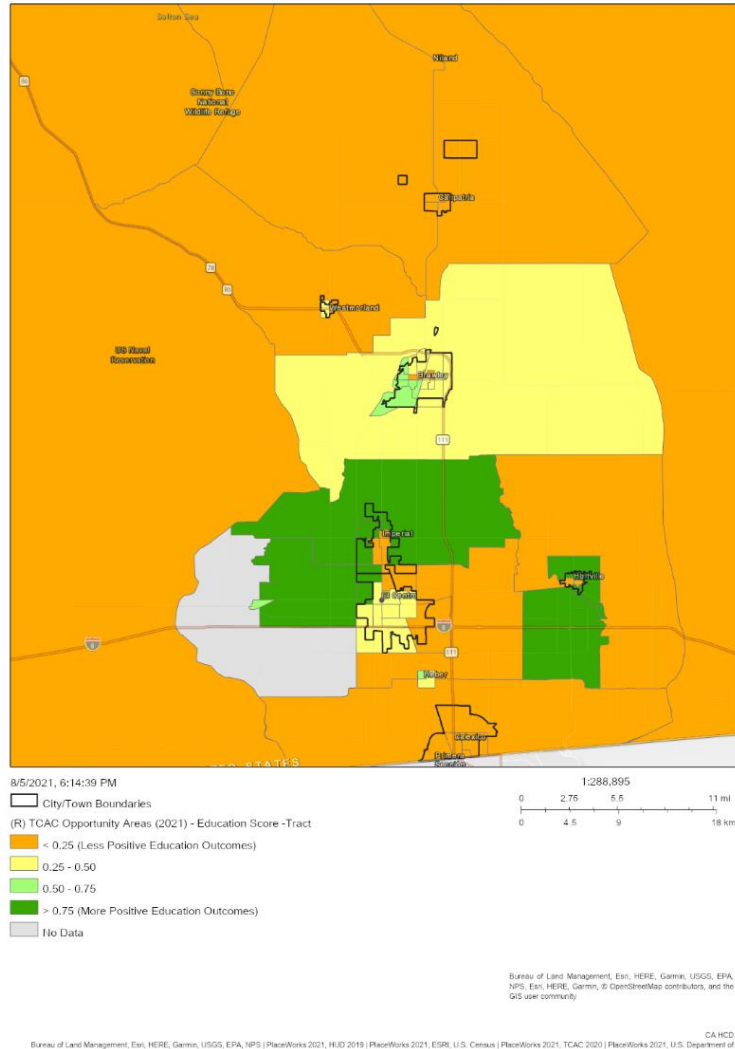 Salton Sea
Niland
Sonny Bono
National
Wildlife Refuge
86
Calipatria
78
86
Westmorland
US Naval
Reservation
Brawley
111
Imperial
Holtville
El Centro
8
8
111
Heber
Calexico
Primera
STATES
8/5/2021, 6:14:39 PM
1:288,895
City/Town Boundaries
0 2.75 5.5 11 mi
0 4.5 9 18 km
(R) TCAC Opportunity Areas (2021) - Education Score -Tract
< 0.25 (Less Positive Education Outcomes)
0.25 - 0.50
0.50 - 0.75
> 0.75 (More Positive Education Outcomes)
No Data
Bureau of Land Management, Esri, HERE, Garmin, USGS, EPA,
NPS, Esri, HERE, Garmin, © OpenStreetMap contributors, and the
GIS user community
CA HCD
Bureau of Land Management, Esri, HERE, Garmin, USGS, EPA, NPS | PlaceWorks 2021, HUD 2019 | PlaceWorks 2021, ESRI, U.S. Census | PlaceWorks 2021, TCAC 2020 | PlaceWorks 2021, U.S. Department of